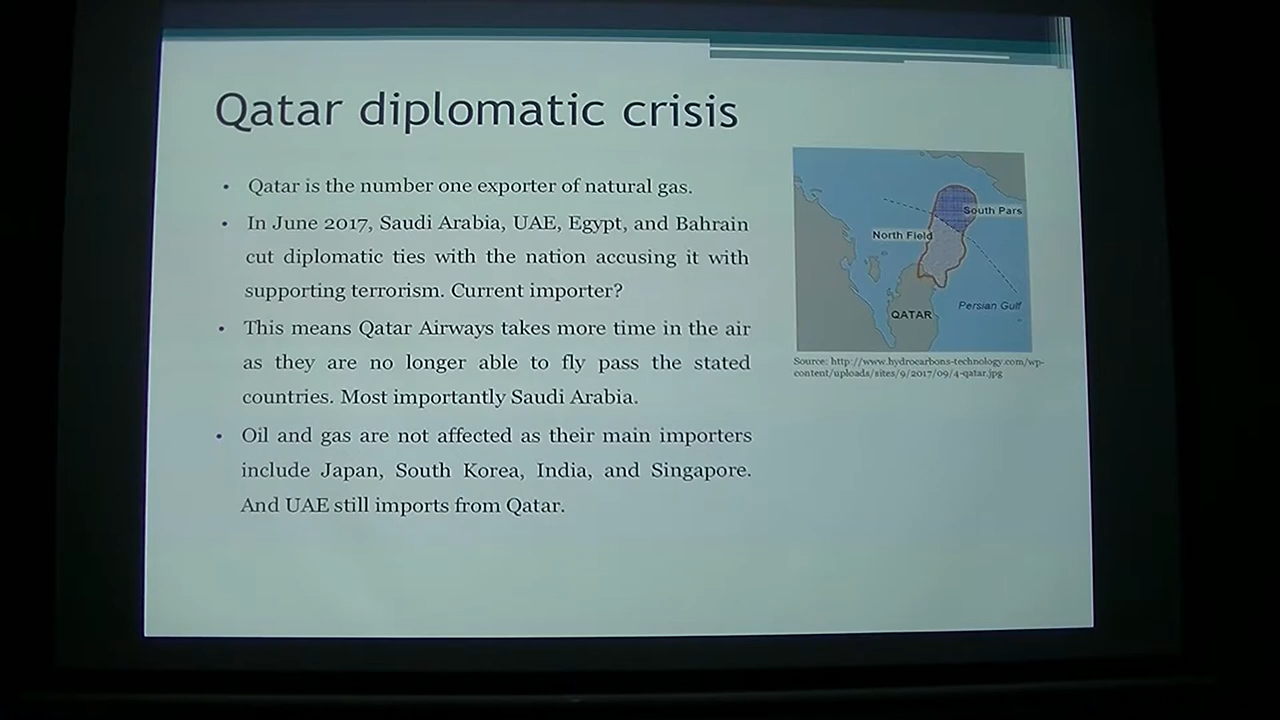 Qatar diplomatic crisis
• Qatar is the number one exporter of natural gas.
• In June 2017, Saudi Arabia, UAE, Egypt, and Bahrain
cut diplomatic ties with the nation accusing it with
supporting terrorism. Current importer?
• This means Qatar Airways takes more time in the air
as they are no longer able to fly pass the stated
countries. Most importantly Saudi Arabia.
• Oil and gas are not affected as their main importers
include Japan, South Korea, India, and Singapore.
And UAE still imports from Qatar.
South Pars
North Field
Persian Gulf
QATAR
Source: http://www.hydrocarbons-technology.com/wp-
content/uploads/sites/9/2017/09/4-qatar.jpg